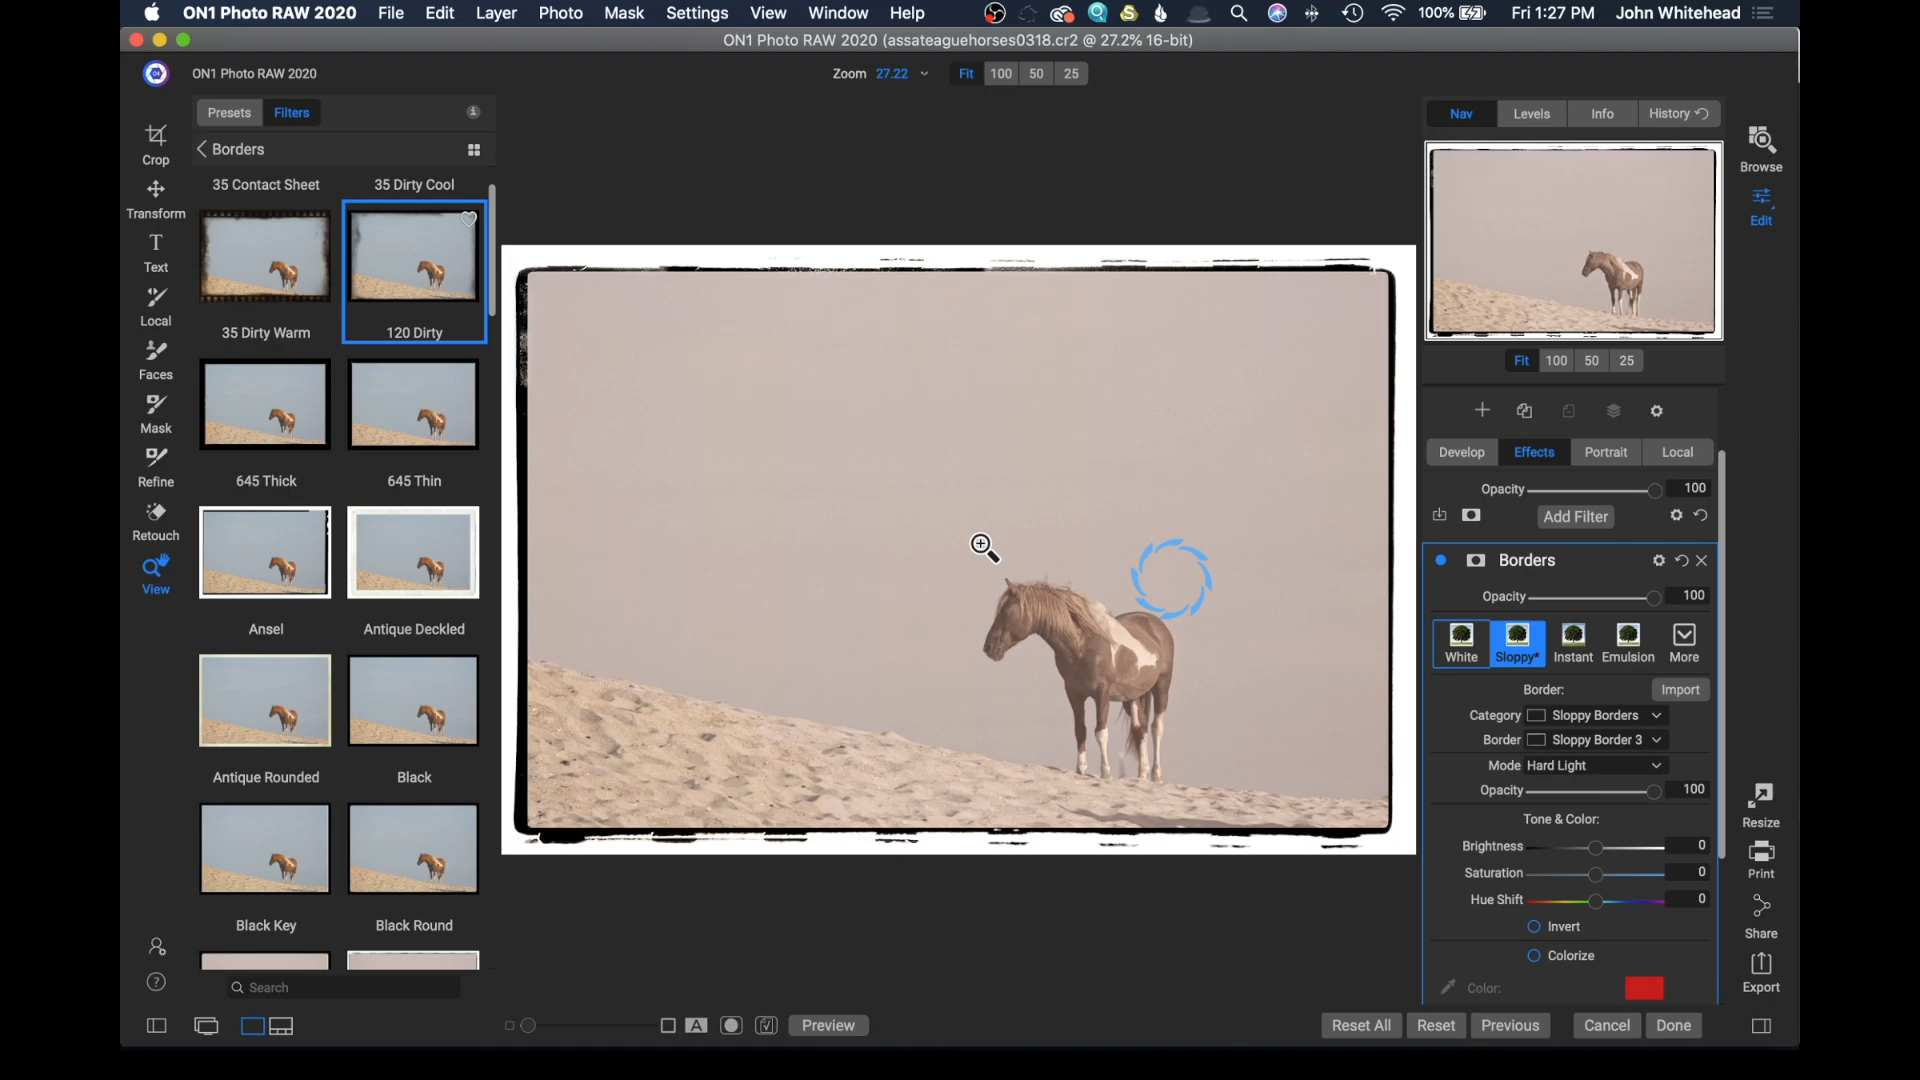 ON1 Photo RAW 2020 File Edit Layer Photo Mask Settings View Window Help 100% Fri 1:27 PM John Whitehead
ON1 Photo RAW 2020 (assateaguehorses0318.cr2 @ 27.2% 16-bit)
ON1 Photo RAW 2020
Zoom 27.22 Fit 100 50 25
Presets Filters
Borders
35 Contact Sheet 35 Dirty Cool
35 Dirty Warm 120 Dirty
645 Thick 645 Thin
Ansel Antique Deckled
Antique Rounded Black
Black Key Black Round
Search
Crop
Transform
Text
Local
Faces
Mask
Refine
Retouch
View
Nav Levels Info History
Fit 100 50 25
Develop Effects Portrait Local
Opacity 100
Add Filter
Borders
Opacity 100
White Sloppy* Instant Emulsion More
Border: Import
Category Sloppy Borders
Border Sloppy Border 3
Mode Hard Light
Opacity 100
Tone & Color:
Brightness 0
Saturation 0
Hue Shift 0
Invert
Colorize
Color:
Browse
Edit
Resize
Print
Share
Export
A Preview
Reset All Reset Previous Cancel Done